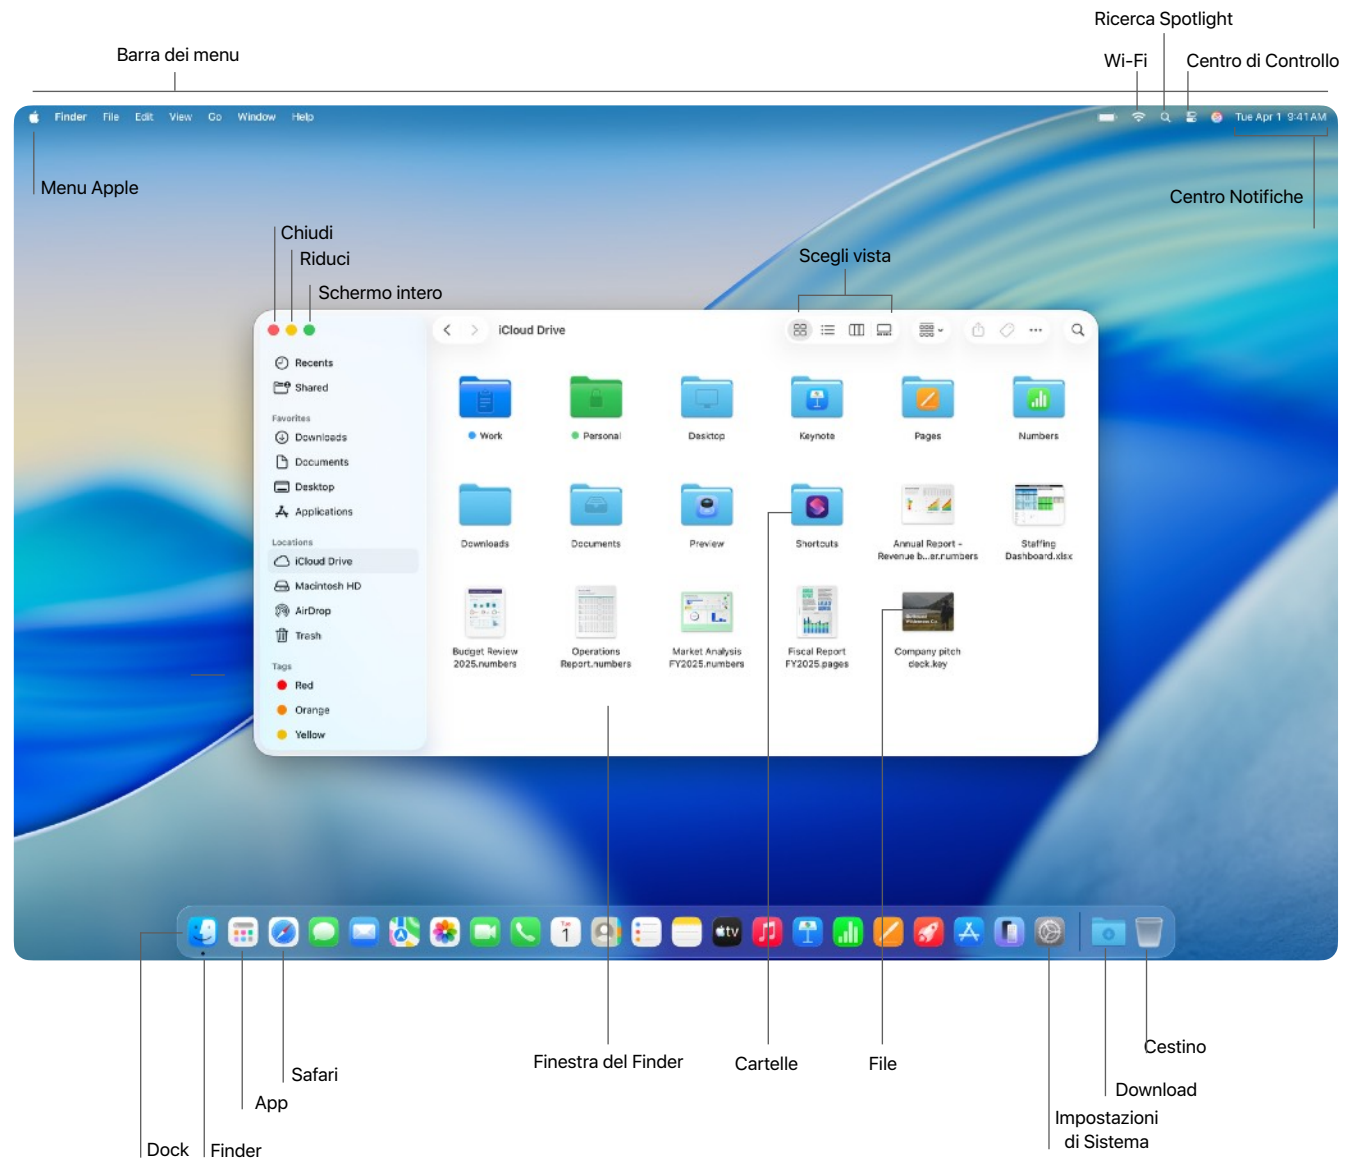 Ricerca Spotlight
Barra dei menu
Wi-Fi
Centro di Controllo
Finder File Edit View Go Window Help
Tue Apr 1 9:41 AM
Menu Apple
Centro Notifiche
Chiudi
Riduci
Scegli vista
Schermo intero
iCloud Drive
Recents
Shared
Favorites
Downloads
Documents
Desktop
Applications
Locations
iCloud Drive
Macintosh HD
AirDrop
Trash
Tags
Red
Orange
Yellow
Work
Personal
Desktop
Keynote
Pages
Numbers
Downloads
Documents
Preview
Shortcuts
Annual Report -
Revenue b...er.numbers
Staffing
Dashboard.xlsx
Budget Review
2025.numbers
Operations
Report.numbers
Market Analysis
FY2025.numbers
Fiscal Report
FY2025.pages
Company pitch
deck.key
Tue
1
tv
Finestra del Finder
Cartelle
File
Cestino
Safari
Download
App
Impostazioni
di Sistema
Dock
Finder